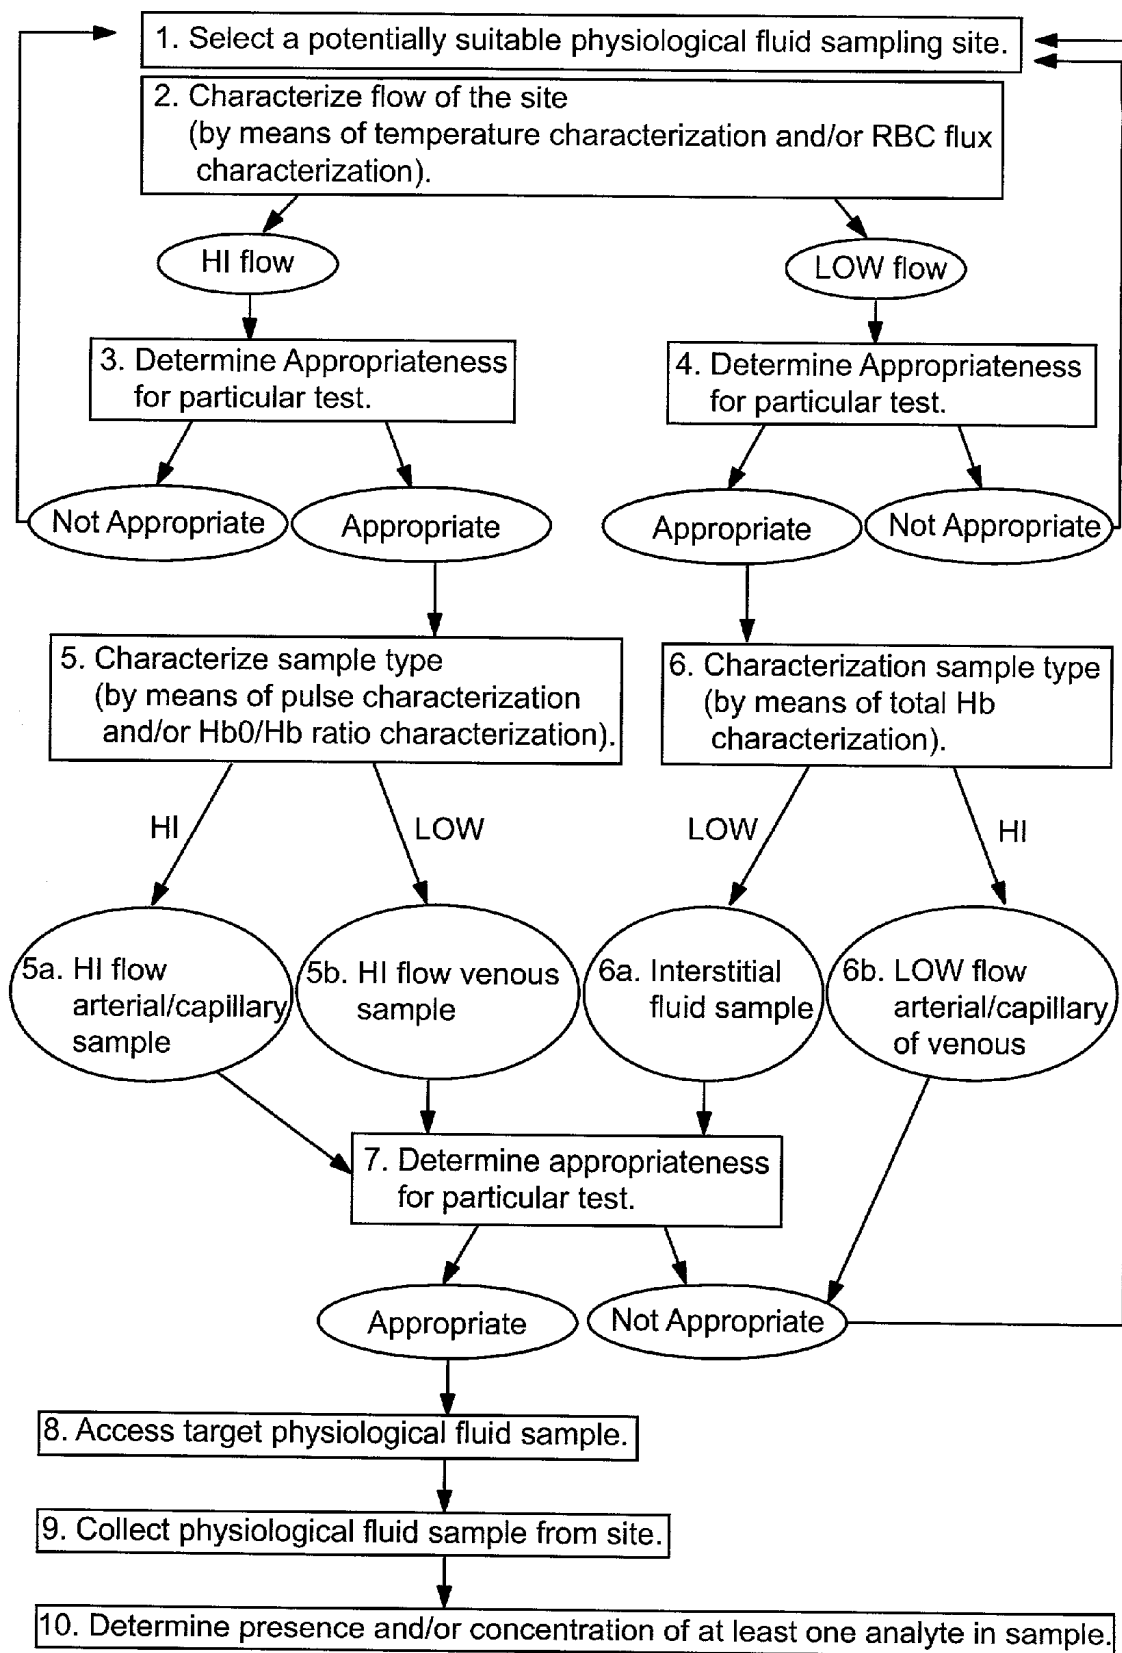 1. Select a potentially suitable physiological fluid sampling site.
2. Characterize flow of the site
(by means of temperature characterization and/or RBC flux
characterization).
HI flow
LOW flow
3. Determine Appropriateness
for particular test.
4. Determine Appropriateness
for particular test.
Not Appropriate
Appropriate
Appropriate
Not Appropriate
5. Characterize sample type
(by means of pulse characterization
and/or Hb0/Hb ratio characterization).
6. Characterization sample type
(by means of total Hb
characterization).
HI
LOW
LOW
HI
5a. HI flow
arterial/capillary
sample
5b. HI flow venous
sample
6a. Interstitial
fluid sample
6b. LOW flow
arterial/capillary
of venous
7. Determine appropriateness
for particular test.
Appropriate
Not Appropriate
8. Access target physiological fluid sample.
9. Collect physiological fluid sample from site.
10. Determine presence and/or concentration of at least one analyte in sample.